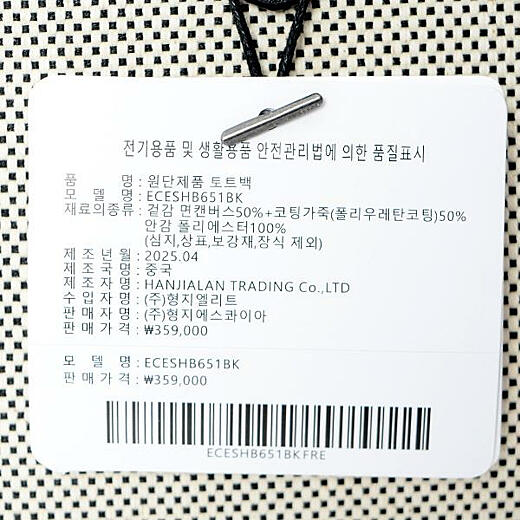 전기용품 및 생활용품 안전관리법에 의한 품질표시
품 명 : 원단제품 토트백
모 델 명 : ECESHB651BK
재료의종류 : 겉감 면캔버스50%+코팅가죽(폴리우레탄코팅)50%
안감 폴리에스터100%
(심지,상표,보강재,장식 제외)
제 조 년 월 : 2025.04
제 조 국 명 : 중국
제 조 자 명 : HANJIALAN TRADING Co.,LTD
수 입 자 명 : (주)형지엘리트
판 매 자 명 : (주)형지에스콰이아
판 매 가 격 : ₩359,000
모 델 명 : ECESHB651BK
판 매 가 격 : ₩359,000
ECESHB651BKFRE